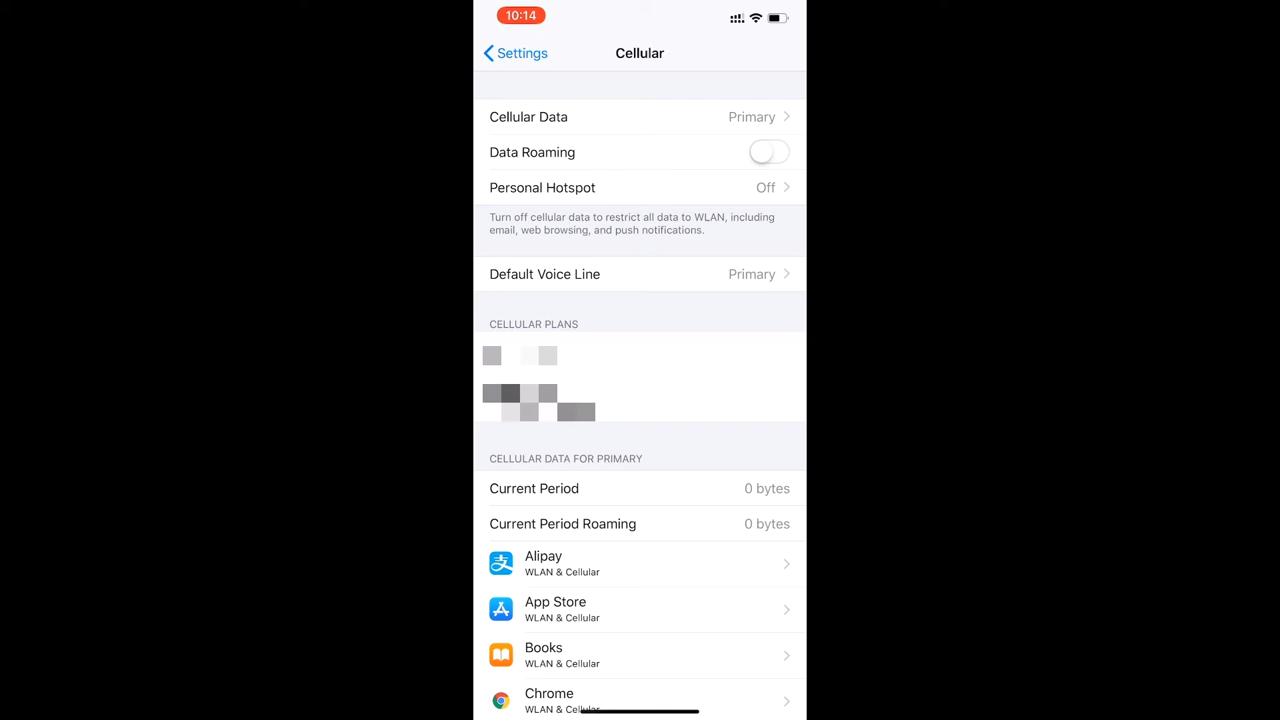 10:14
Settings
Cellular
Cellular Data Primary
Data Roaming
Personal Hotspot Off
Turn off cellular data to restrict all data to WLAN, including
email, web browsing, and push notifications.
Default Voice Line Primary
CELLULAR PLANS
CELLULAR DATA FOR PRIMARY
Current Period 0 bytes
Current Period Roaming 0 bytes
支
Alipay
WLAN & Cellular
App Store
WLAN & Cellular
Books
WLAN & Cellular
Chrome
WLAN & Cellular